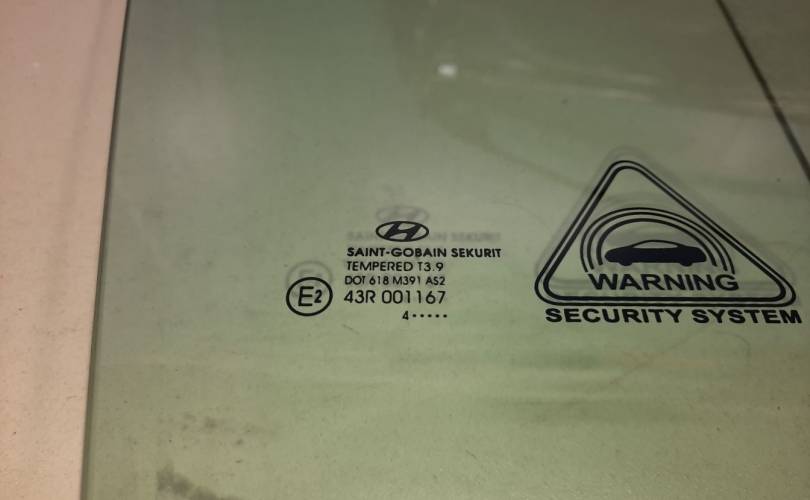 SAINT-GOBAIN SEKURIT
TEMPERED T3.9
DOT 618 M391 AS2
E2 43R 001167
4•••••
WARNING
SECURITY SYSTEM